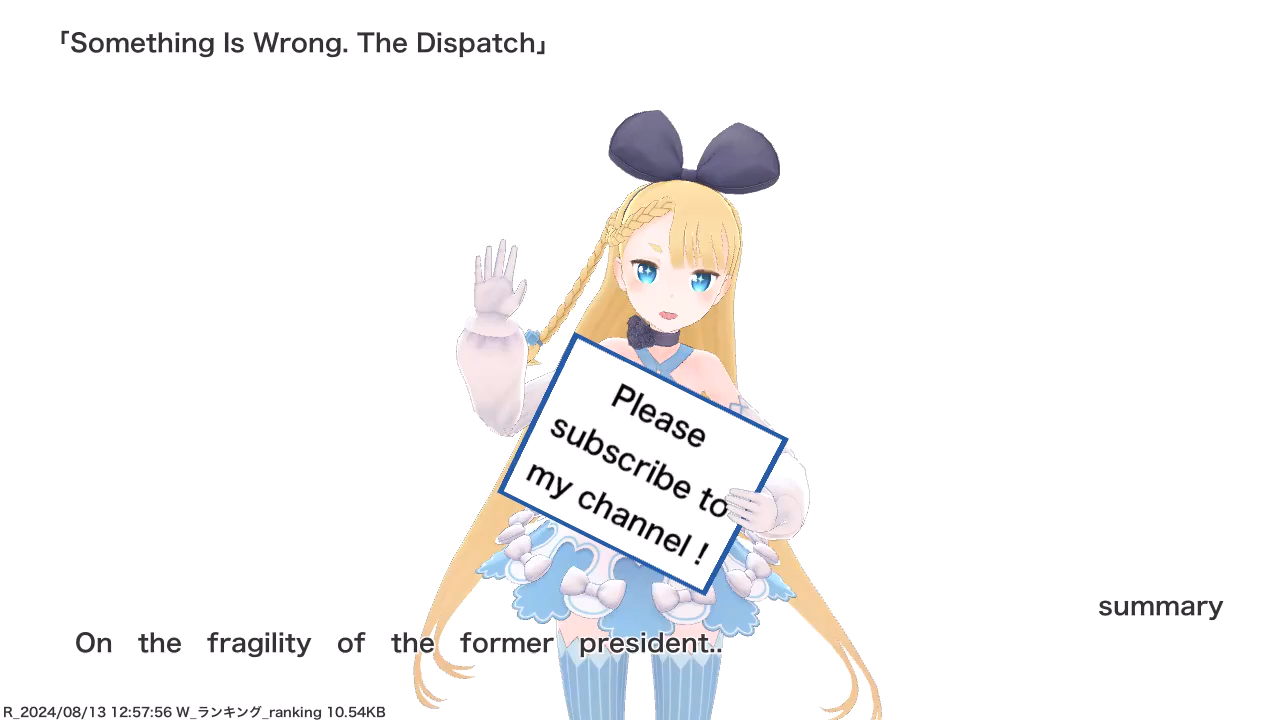 「Something Is Wrong. The Dispatch」
Please
subscribe to
my channel !
summary
On the fragility of the former president..
R_2024/08/13 12:57:56 W_ランキング_ranking 10.54KB